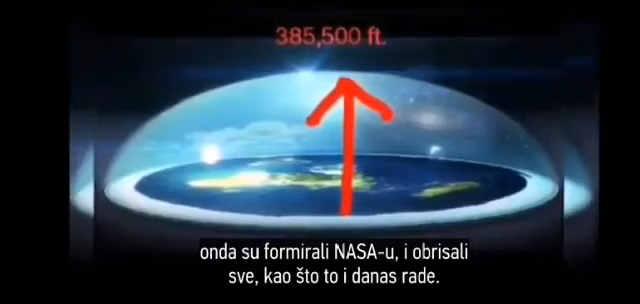 385,500 ft.
onda su formirali NASA-u, i obrisali
sve, kao što to i danas rade.